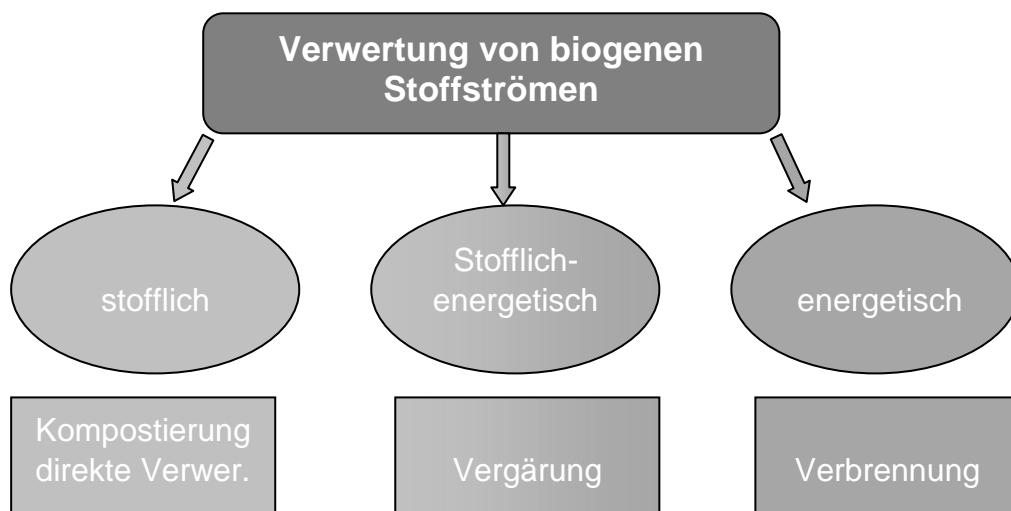 Verwertung von biogenen
Stoffströmen
stofflich
Stofflich-
energetisch
energetisch
Kompostierung
direkte Verwer.
Vergärung
Verbrennung